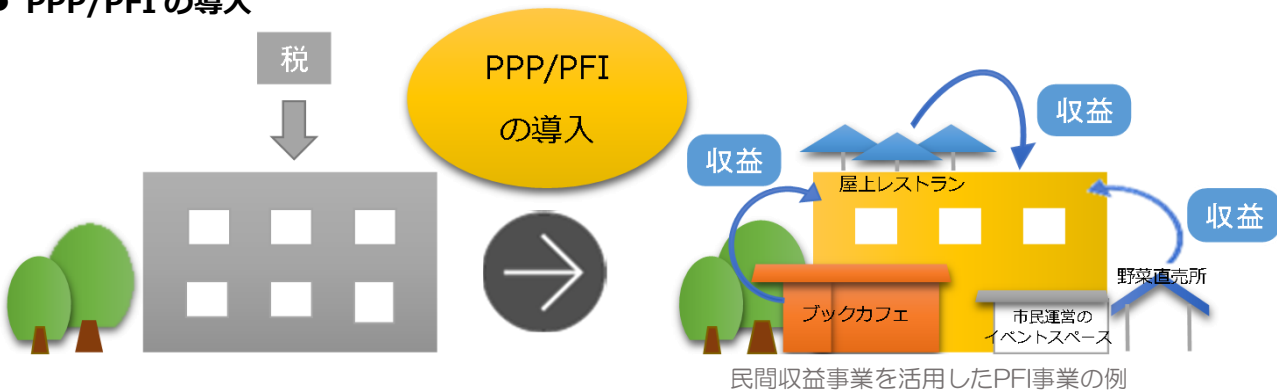 ● PPP/PFI の導入
税
PPP/PFI
の導入
収益
収益
収益
屋上レストラン
野菜直売所
ブックカフェ
市民運営の
イベントスペース
民間収益事業を活用したPFI事業の例